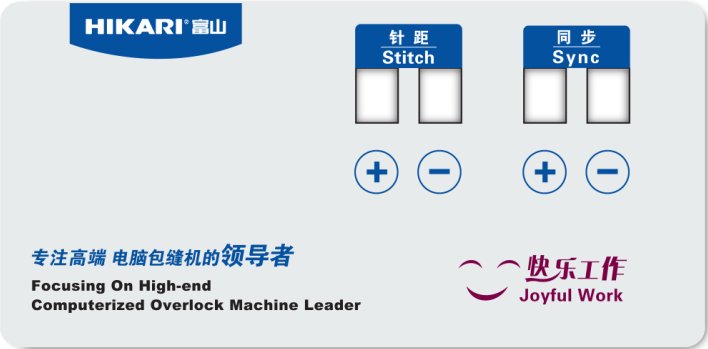 HIKARI®富山
针距
Stitch
同步
Sync
专注高端 电脑包缝机的领导者
Focusing On High-end
Computerized Overlock Machine Leader
快乐工作
Joyful Work